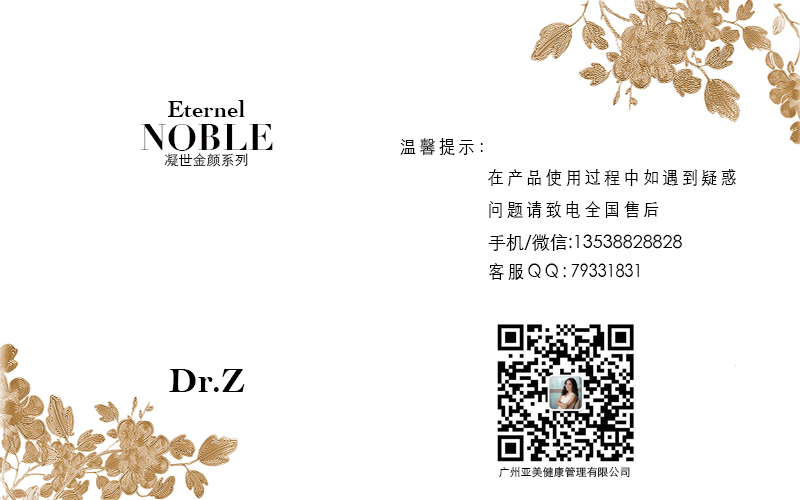 Eternel
NOBLE
凝世金颜系列
Dr.Z
温馨提示：
在产品使用过程中如遇到疑惑
问题请致电全国售后
手机/微信:13538828828
客服QQ:79331831
广州亚美健康管理有限公司